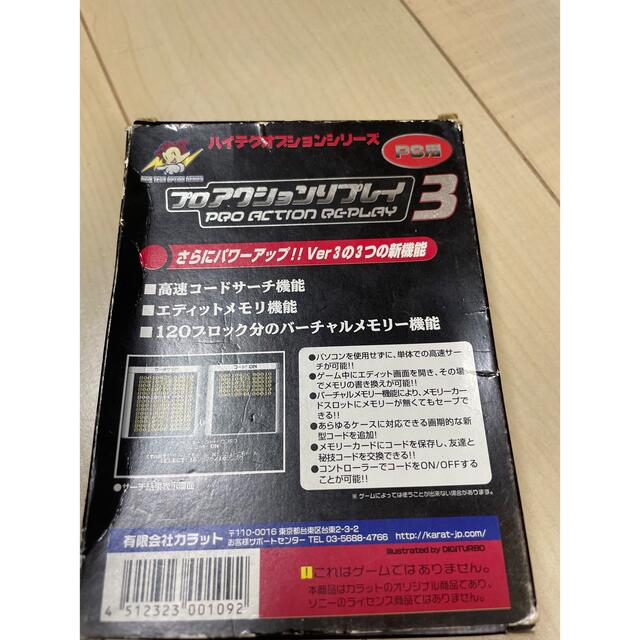 ハイテクオプションシリーズ
PS用
プロアクションリプレイ 3
PRO ACTION RE-PLAY
さらにパワーアップ!! Ver3の3つの新機能
■高速コードサーチ機能
■エディットメモリ機能
■120ブロック分のバーチャルメモリー機能
●パソコンを使用せずに、単体での高速サー
チが可能!!
●ゲーム中にエディット画面を開き、その場
でメモリの書き換えが可能!!
●バーチャルメモリー機能により、メモリーカー
ドスロットにメモリーが無くてもセーブで
きる!!
●あらゆるケースに対応できる画期的な新
型コードを追加!
●メモリーカードにコードを保存し、友達と
秘技コードを交換できる!!
●コントローラーでコードをON/OFFする
ことが可能!!
※ゲームによっては使うことが出来ない場合があります。
●サーチ結果表示画面
有限会社カラット
〒110-0016 東京都台東区台東2-3-2
お客様サポートセンター TEL 03-5688-4766
http://karat-jp.com/
Illustrated by DIGITURBO
!これはゲームではありません。
本商品はカラットのオリジナル商品であり、
ソニーのライセンス商品ではありません。
4 512323 001092